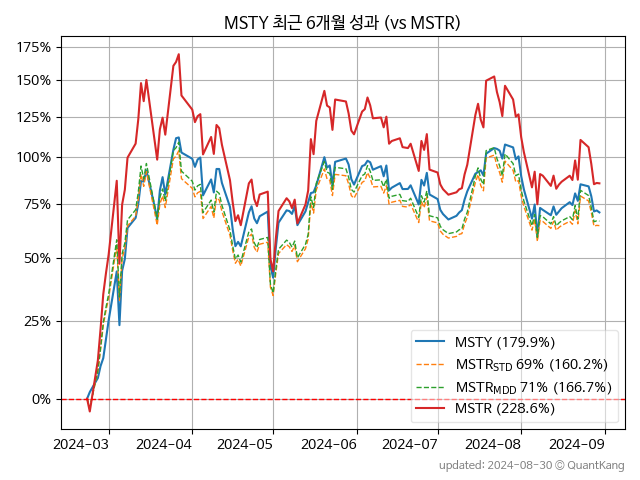 MSTY 최근 6개월 성과 (vs MSTR)
175%
150%
125%
100%
75%
50%
25%
0%
MSTY (179.9%)
MSTR_STD 69% (160.2%)
MSTR_MDD 71% (166.7%)
MSTR (228.6%)
2024-03 2024-04 2024-05 2024-06 2024-07 2024-08 2024-09
updated: 2024-08-30 © QuantKang